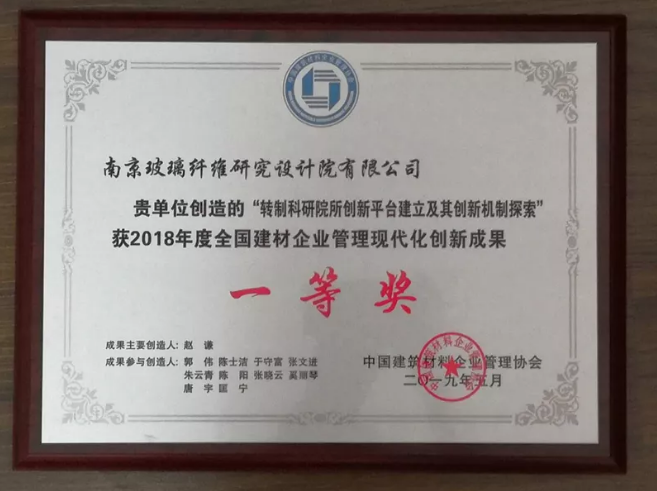 南京玻璃纤维研究设计院有限公司
贵单位创造的“转制科研院所创新平台建立及其创新机制探索”
获2018年度全国建材企业管理现代化创新成果
一等奖
成果主要创造人：赵 谦
成果参与创造人：郭 伟 陈士洁 于守富 张文进
朱云青 陈 阳 张晓云 奚丽琴
唐 宇 匡 宁
中国建筑材料企业管理协会
二〇一九年五月